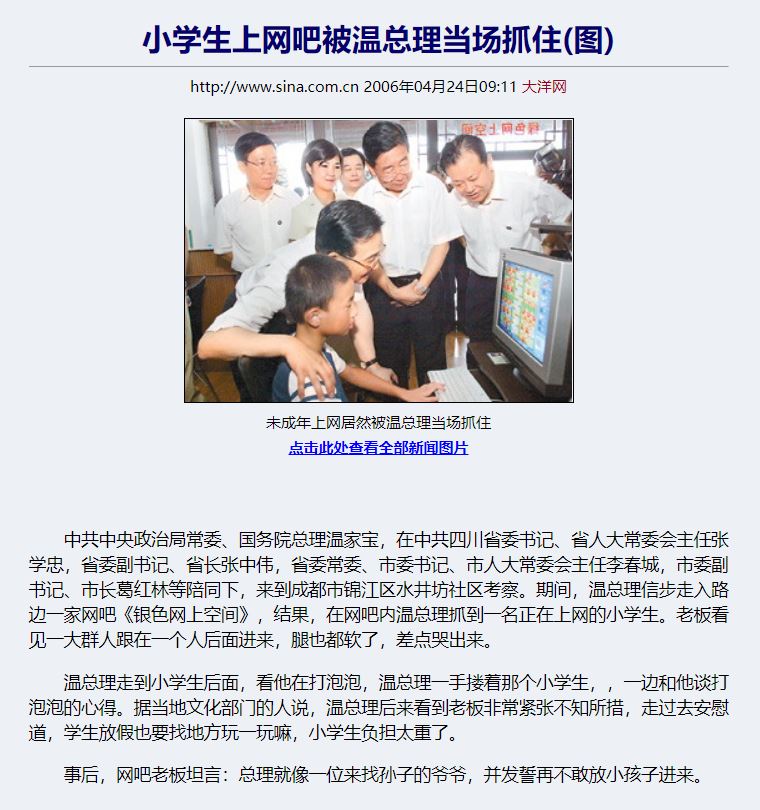 小学生上网吧被温总理当场抓住(图)
http://www.sina.com.cn 2006年04月24日09:11 大洋网
绿色网上空间
未成年上网居然被温总理当场抓住
点击此处查看全部新闻图片
中共中央政治局常委、国务院总理温家宝，在中共四川省委书记、省人大常委会主任张
学忠，省委副书记、省长张中伟，省委常委、市委书记、市人大常委会主任李春城，市委副
书记、市长葛红林等陪同下，来到成都市锦江区水井坊社区考察。期间，温总理信步走入路
边一家网吧《银色网上空间》，结果，在网吧内温总理抓到一名正在上网的小学生。老板看
见一大群人跟在一个人后面进来，腿也都软了，差点哭出来。
温总理走到小学生后面，看他在打泡泡，温总理一手搂着那个小学生，，一边和他谈打
泡泡的心得。据当地文化部门的人说，温总理后来看到老板非常紧张不知所措，走过去安慰
道，学生放假也要找地方玩一玩嘛，小学生负担太重了。
事后，网吧老板坦言：总理就像一位来找孙子的爷爷，并发誓再不敢放小孩子进来。